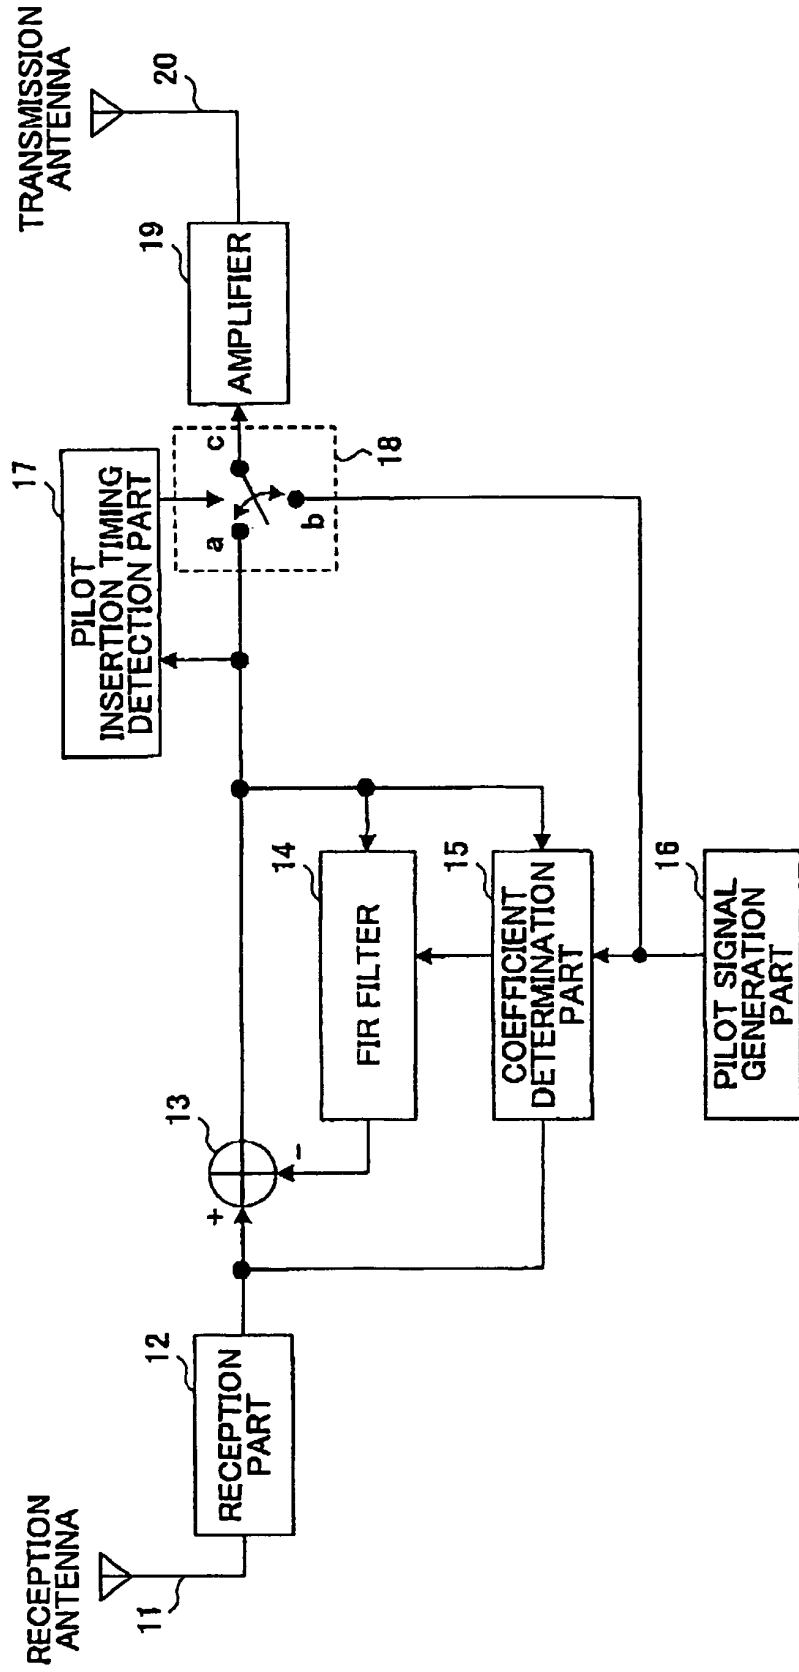 RECEPTION
ANTENNA
11
12
RECEPTION
PART
+
13
−
14
FIR FILTER
15
COEFFICIENT
DETERMINATION
PART
16
PILOT SIGNAL
GENERATION
PART
17
PILOT
INSERTION TIMING
DETECTION PART
a
b
c
18
19
AMPLIFIER
20
TRANSMISSION
ANTENNA